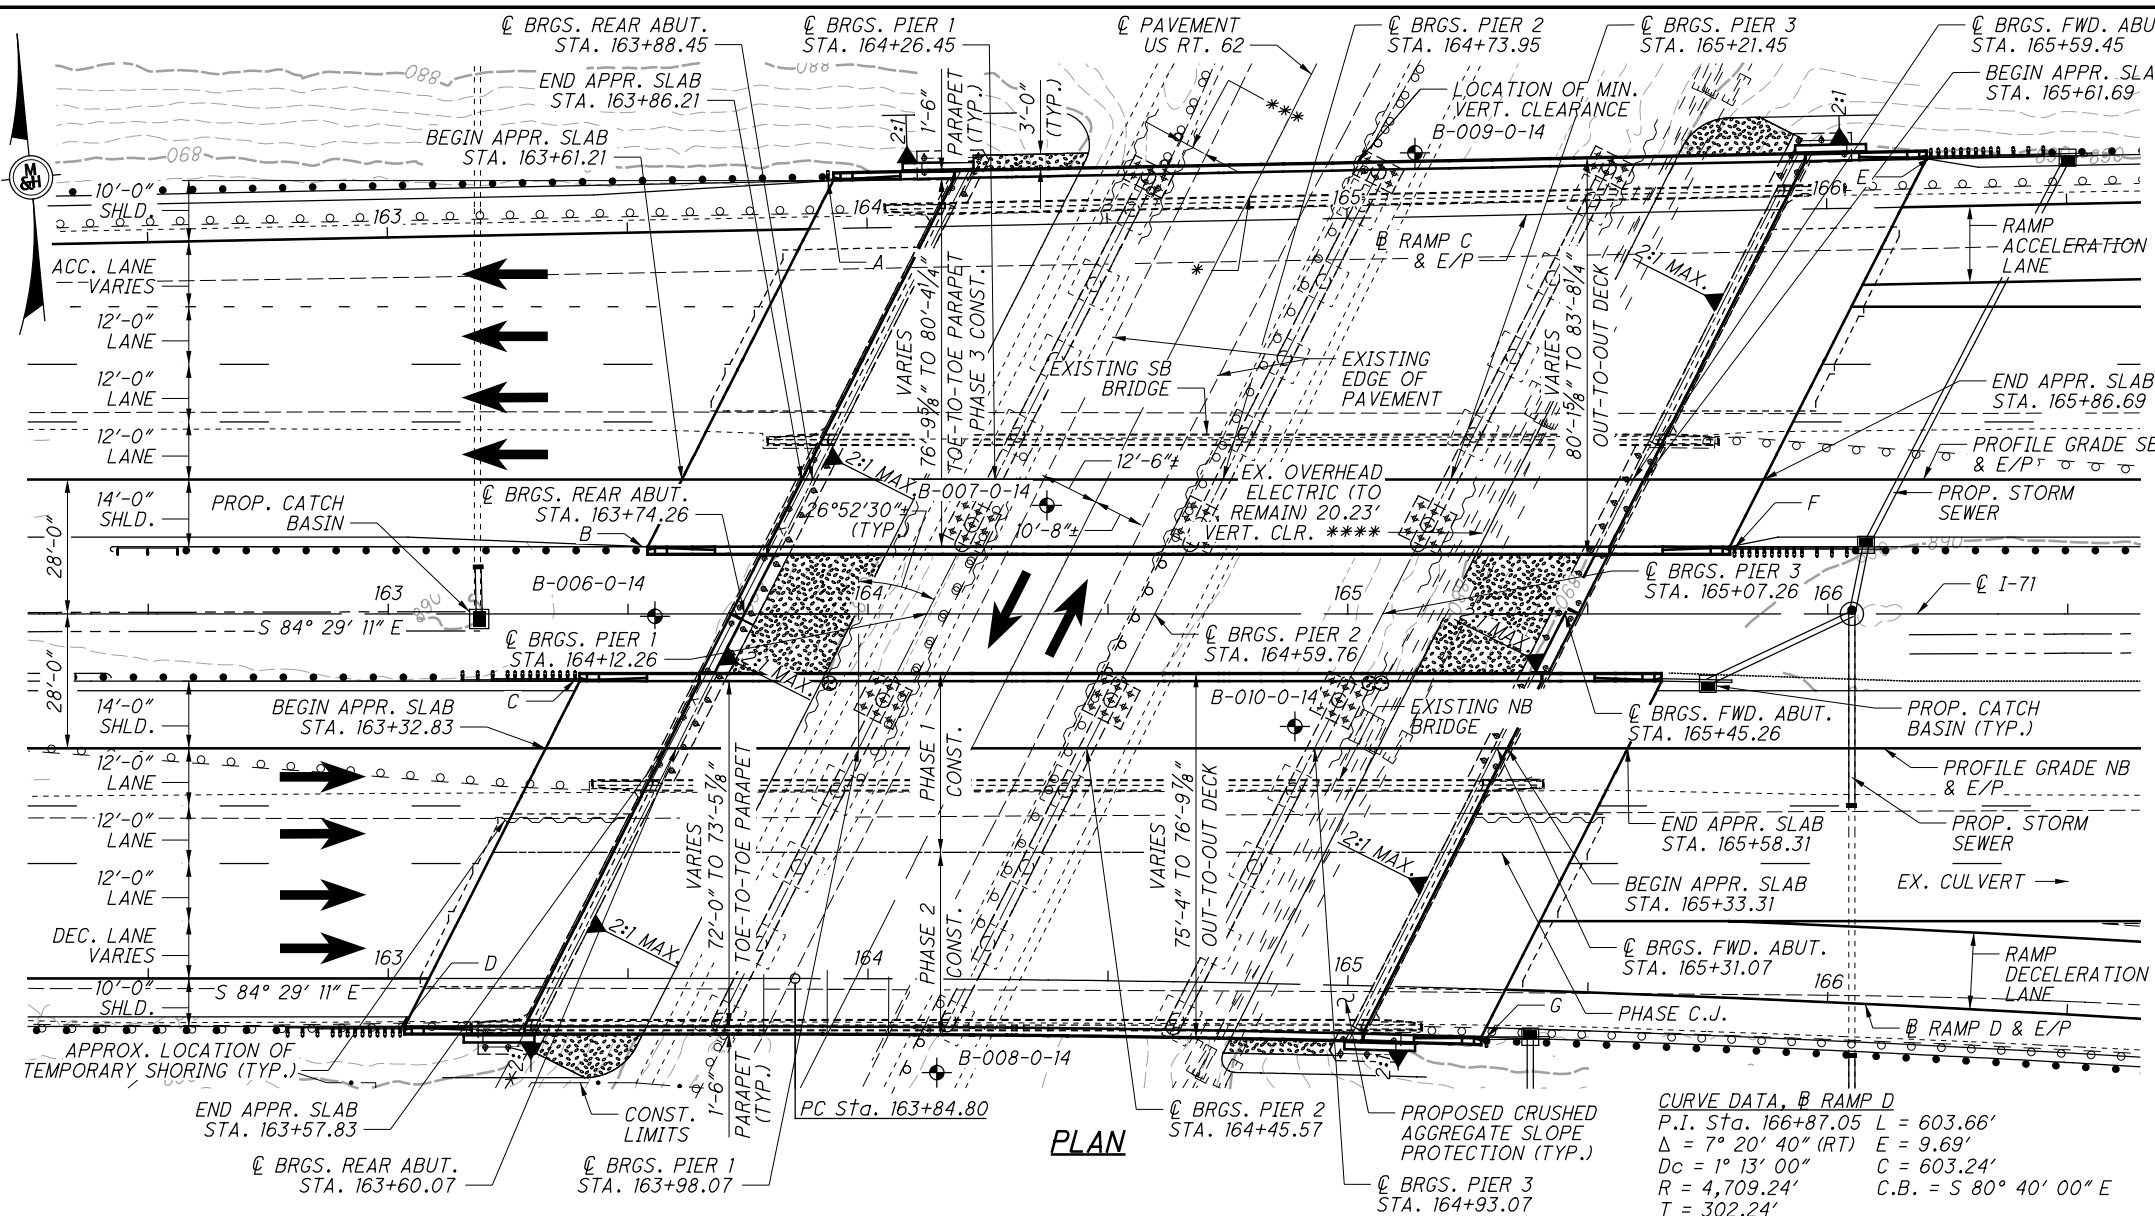 ℄ BRGS. REAR ABUT.
STA. 163+88.45
℄ BRGS. PIER 1
STA. 164+26.45
℄ PAVEMENT
US RT. 62
℄ BRGS. PIER 2
STA. 164+73.95
℄ BRGS. PIER 3
STA. 165+21.45
℄ BRGS. FWD. ABU
STA. 165+59.45
END APPR. SLAB
STA. 163+86.21
BEGIN APPR. SLA
STA. 165+61.69
BEGIN APPR. SLAB
STA. 163+61.21
1'-6"
PARAPET
(TYP.)
3'-0"
(TYP.)
LOCATION OF MIN.
VERT. CLEARANCE
B-009-0-14
880
880
890
890
2:1
2:1
***
M&H
10'-0"
SHLD.
163
164
165
166
E
A
*
℄ RAMP C
& E/P
2:1 MAX.
RAMP
ACCELERATION
LANE
ACC. LANE
VARIES
12'-0"
LANE
12'-0"
LANE
12'-0"
LANE
VARIES
76'-9⅝" TO 80'-4¼"
TOE-TO-TOE PARAPET
PHASE 3 CONST.
EXISTING SB
BRIDGE
EXISTING
EDGE OF
PAVEMENT
VARIES
80'-1⅝" TO 83'-8¼"
OUT-TO-OUT DECK
END APPR. SLAB
STA. 165+86.69
PROFILE GRADE SB
& E/P
PROP. STORM
SEWER
F
14'-0"
SHLD.
28'-0"
PROP. CATCH
BASIN
℄ BRGS. REAR ABUT.
STA. 163+74.26
B
2:1 MAX.
26°52'30"±
(TYP.)
B-007-0-14
12'-6"±
10'-8"±
EX. OVERHEAD
ELECTRIC (TO
REMAIN) 20.23'
VERT. CLR. ****
890
163
B-006-0-14
164
165
℄ BRGS. PIER 3
STA. 165+07.26
166
℄ I-71
S 84° 29' 11" E
℄ BRGS. PIER 1
STA. 164+12.26
℄ BRGS. PIER 2
STA. 164+59.76
28'-0"
14'-0"
SHLD.
BEGIN APPR. SLAB
STA. 163+32.83
C
B-010-0-14
EXISTING NB
BRIDGE
℄ BRGS. FWD. ABUT.
STA. 165+45.26
PROP. CATCH
BASIN (TYP.)
12'-0"
LANE
12'-0"
LANE
12'-0"
LANE
DEC. LANE
VARIES
10'-0"
SHLD.
VARIES
72'-0" TO 73'-5⅞"
TOE-TO-TOE PARAPET
PHASE 1
CONST.
PHASE 2
CONST.
VARIES
75'-4" TO 76'-9⅞"
OUT-TO-OUT DECK
2:1 MAX.
2:1 MAX.
PROFILE GRADE NB
& E/P
END APPR. SLAB
STA. 165+58.31
PROP. STORM
SEWER
BEGIN APPR. SLAB
STA. 165+33.31
EX. CULVERT
℄ BRGS. FWD. ABUT.
STA. 165+31.07
RAMP
DECELERATION
LANE
163
D
164
165
166
S 84° 29' 11" E
G
PHASE C.J.
℄ RAMP D & E/P
APPROX. LOCATION OF
TEMPORARY SHORING (TYP.)
B-008-0-14
1'-6"
PARAPET
(TYP.)
END APPR. SLAB
STA. 163+57.83
CONST.
LIMITS
PC Sta. 163+84.80
PLAN
℄ BRGS. PIER 2
STA. 164+45.57
PROPOSED CRUSHED
AGGREGATE SLOPE
PROTECTION (TYP.)
℄ BRGS. REAR ABUT.
STA. 163+60.07
℄ BRGS. PIER 1
STA. 163+98.07
℄ BRGS. PIER 3
STA. 164+93.07
CURVE DATA, ℄ RAMP D
P.I. Sta. 166+87.05 L = 603.66'
Δ = 7° 20' 40" (RT) E = 9.69'
Dc = 1° 13' 00" C = 603.24'
R = 4,709.24' C.B. = S 80° 40' 00" E
T = 302.24'